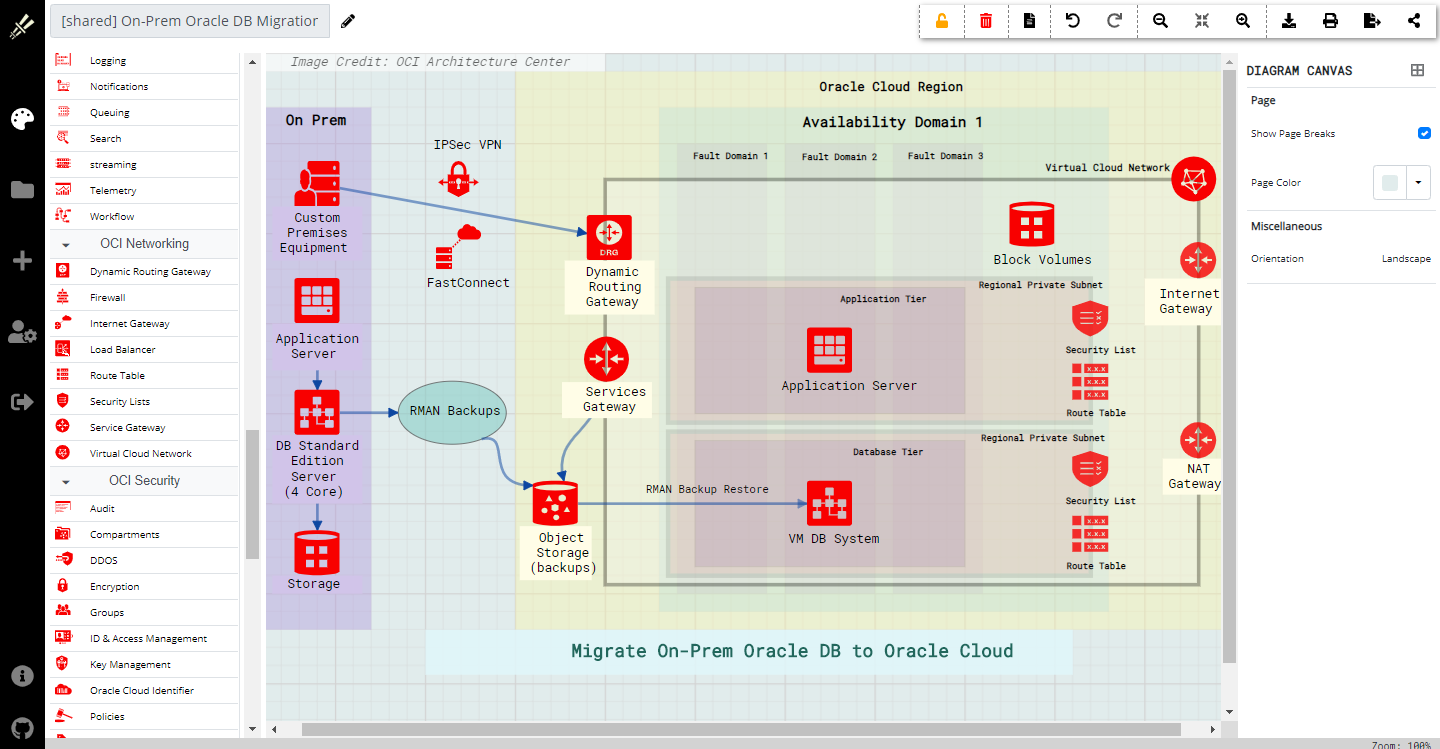 [shared] On-Prem Oracle DB Migration
Logging
Notifications
Queuing
Search
streaming
Telemetry
Workflow
OCI Networking
Dynamic Routing Gateway
Firewall
Internet Gateway
Load Balancer
Route Table
Security Lists
Service Gateway
Virtual Cloud Network
OCI Security
Audit
Compartments
DDOS
Encryption
Groups
ID & Access Management
Key Management
Oracle Cloud Identifier
Policies
Image Credit: OCI Architecture Center
Oracle Cloud Region
On Prem
Availability Domain 1
IPSec VPN
Fault Domain 1
Fault Domain 2
Fault Domain 3
Virtual Cloud Network
Custom
Premises
Equipment
DRG
Block Volumes
Dynamic
Routing
Gateway
FastConnect
Regional Private Subnet
Internet
Gateway
Application Tier
Application
Server
Security List
Application Server
Services
Gateway
RMAN Backups
Route Table
DB Standard
Edition
Server
(4 Core)
Regional Private Subnet
Database Tier
NAT
Gateway
RMAN Backup Restore
Security List
Object
Storage
(backups)
VM DB System
Route Table
Storage
Migrate On-Prem Oracle DB to Oracle Cloud
DIAGRAM CANVAS
Page
Show Page Breaks
Page Color
Miscellaneous
Orientation
Landscape
x.x.x
x.x.x
x.x.x
x.x.x
x.x.x
x.x.x
Zoom: 100%